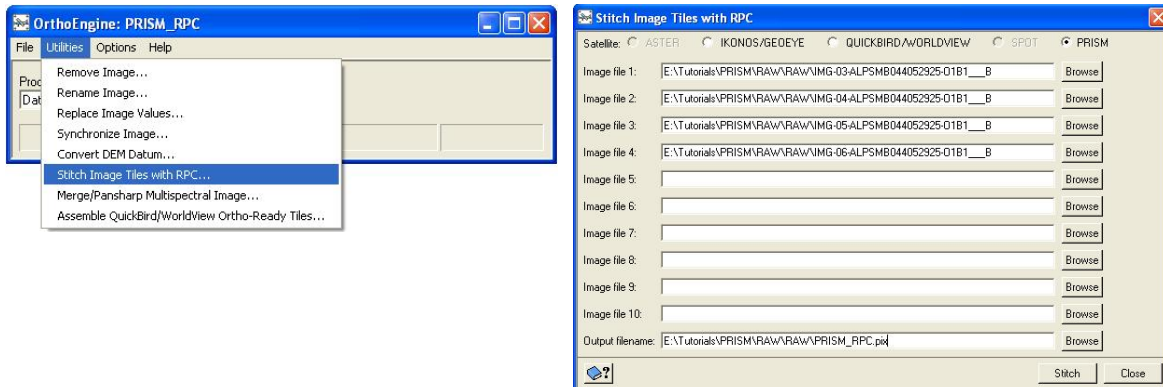 OrthoEngine: PRISM_RPC
File Utilities Options Help
Remove Image...
Rename Image...
Replace Image Values...
Synchronize Image...
Convert DEM Datum...
Stitch Image Tiles with RPC...
Merge/Pansharp Multispectral Image...
Assemble QuickBird/WorldView Ortho-Ready Tiles...
Proc
Dat
Stitch Image Tiles with RPC
Satellite: ASTER IKONOS/GEOEYE QUICKBIRD/WORLDVIEW SPOT PRISM
Image file 1: E:\Tutorials\PRISM\RAW\RAW\IMG-03-ALPSMB044052925-O1B1___B Browse
Image file 2: E:\Tutorials\PRISM\RAW\RAW\IMG-04-ALPSMB044052925-O1B1___B Browse
Image file 3: E:\Tutorials\PRISM\RAW\RAW\IMG-05-ALPSMB044052925-O1B1___B Browse
Image file 4: E:\Tutorials\PRISM\RAW\RAW\IMG-06-ALPSMB044052925-O1B1___B Browse
Image file 5: Browse
Image file 6: Browse
Image file 7: Browse
Image file 8: Browse
Image file 9: Browse
Image file 10: Browse
Output filename: E:\Tutorials\PRISM\RAW\RAW\PRISM_RPC.pix Browse
Stitch Close